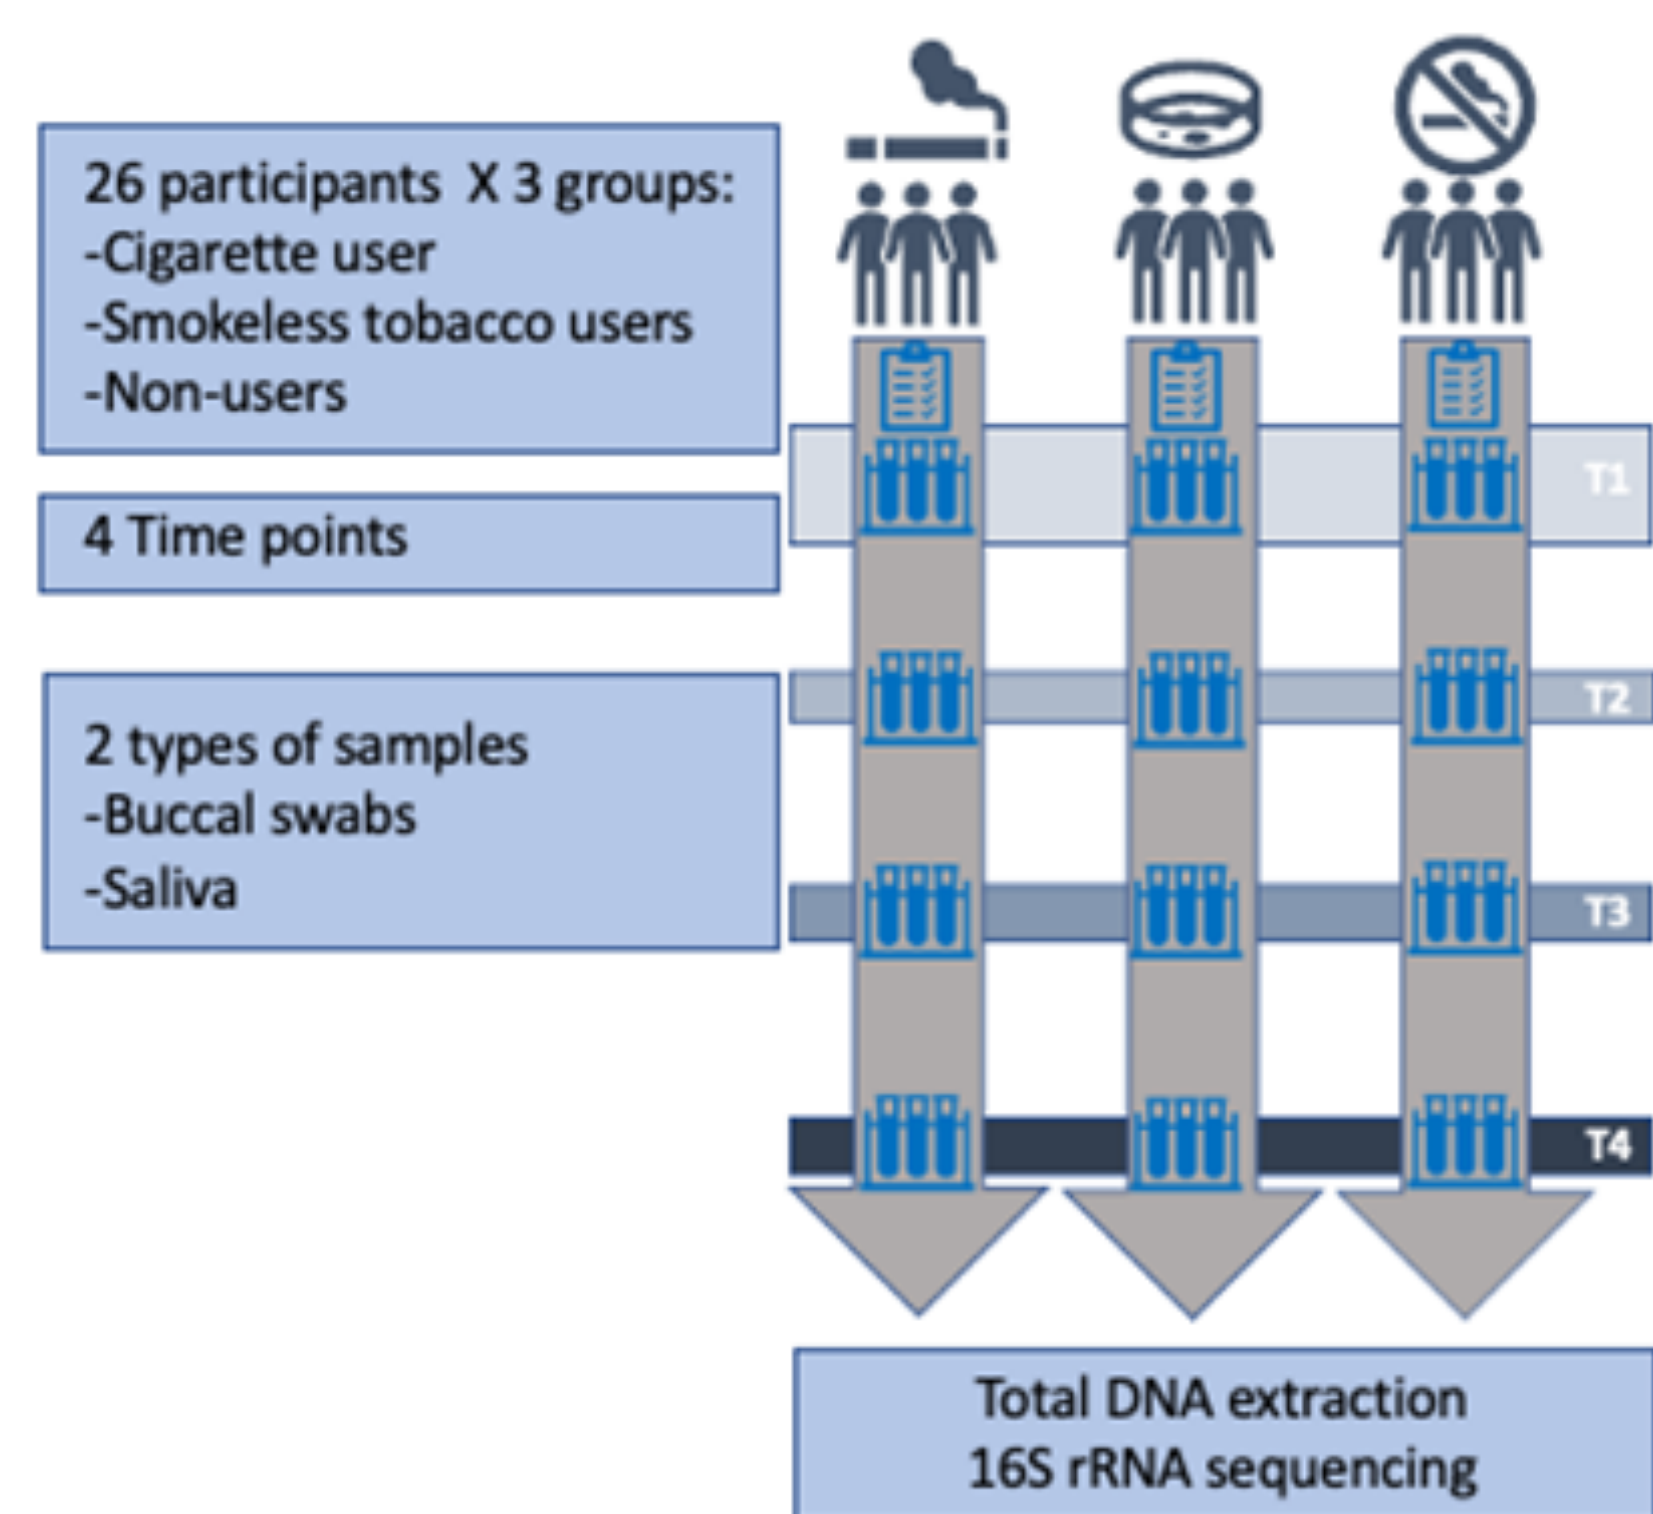 26 participants  X 3 groups:
-Cigarette user
-Smokeless tobacco users
-Non-users
4 Time points
2 types of samples
-Buccal swabs
-Saliva
T1
T2
T3
T4
Total DNA extraction
16S rRNA sequencing